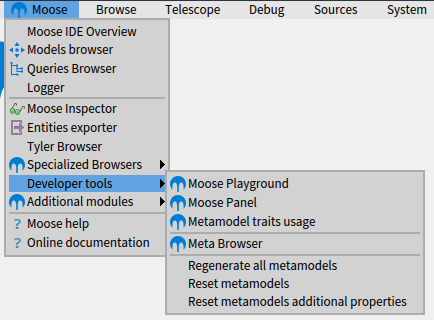 Moose Browse Telescope Debug Sources System
Moose IDE Overview
Models browser
Queries Browser
Logger
Moose Inspector
Entities exporter
Tyler Browser
Specialized Browsers
Developer tools
Additional modules
? Moose help
? Online documentation
Moose Playground
Moose Panel
Metamodel traits usage
Meta Browser
Regenerate all metamodels
Reset metamodels
Reset metamodels additional properties